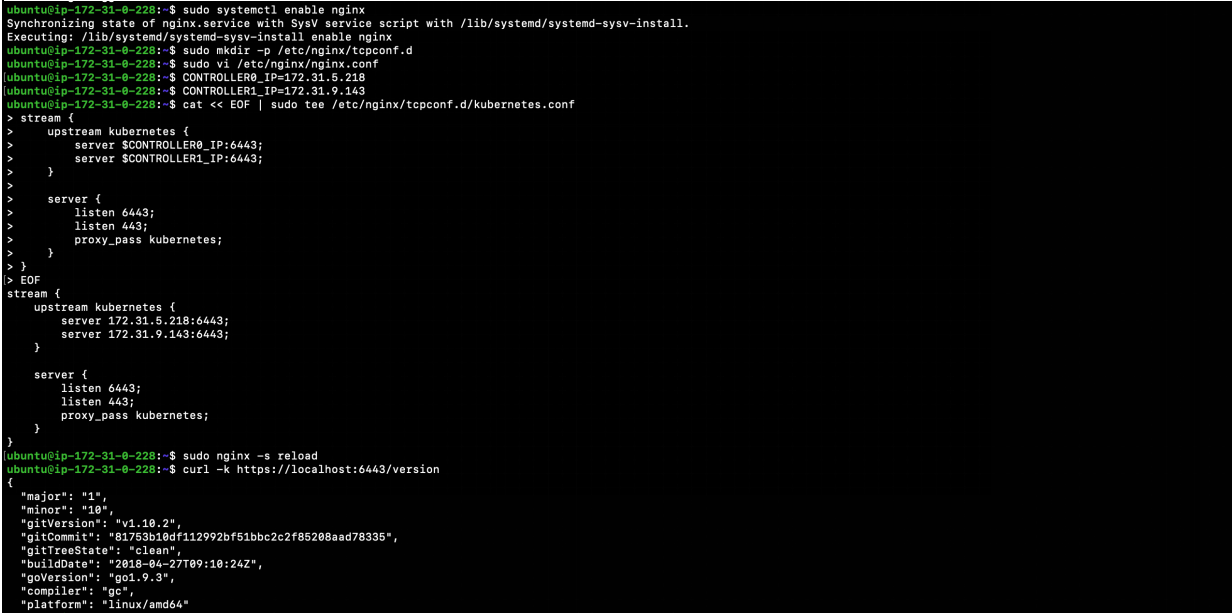 ubuntu@ip-172-31-0-228:~$ sudo systemctl enable nginx
Synchronizing state of nginx.service with SysV service script with /lib/systemd/systemd-sysv-install.
Executing: /lib/systemd/systemd-sysv-install enable nginx
ubuntu@ip-172-31-0-228:~$ sudo mkdir -p /etc/nginx/tcpconf.d
ubuntu@ip-172-31-0-228:~$ sudo vi /etc/nginx/nginx.conf
[ubuntu@ip-172-31-0-228:~$ CONTROLLER0_IP=172.31.5.218
[ubuntu@ip-172-31-0-228:~$ CONTROLLER1_IP=172.31.9.143
ubuntu@ip-172-31-0-228:~$ cat << EOF | sudo tee /etc/nginx/tcpconf.d/kubernetes.conf
> stream {
>     upstream kubernetes {
>         server $CONTROLLER0_IP:6443;
>         server $CONTROLLER1_IP:6443;
>     }
>
>     server {
>         listen 6443;
>         listen 443;
>         proxy_pass kubernetes;
>     }
> }
[> EOF
stream {
    upstream kubernetes {
        server 172.31.5.218:6443;
        server 172.31.9.143:6443;
    }

    server {
        listen 6443;
        listen 443;
        proxy_pass kubernetes;
    }
}
[ubuntu@ip-172-31-0-228:~$ sudo nginx -s reload
ubuntu@ip-172-31-0-228:~$ curl -k https://localhost:6443/version
{
  "major": "1",
  "minor": "10",
  "gitVersion": "v1.10.2",
  "gitCommit": "81753b10df112992bf51bbc2c2f85208aad78335",
  "gitTreeState": "clean",
  "buildDate": "2018-04-27T09:10:24Z",
  "goVersion": "go1.9.3",
  "compiler": "gc",
  "platform": "linux/amd64"